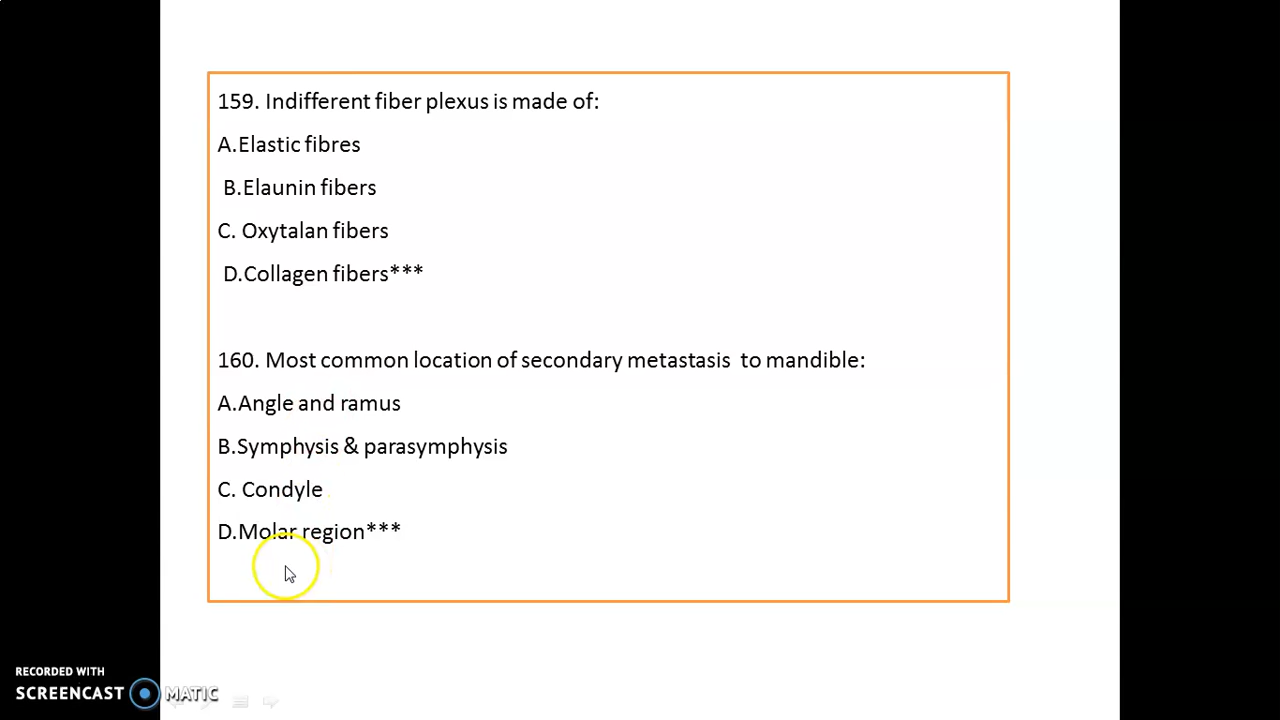 159. Indifferent fiber plexus is made of:
A.Elastic fibres
B.Elaunin fibers
C. Oxytalan fibers
D.Collagen fibers***
160. Most common location of secondary metastasis to mandible:
A.Angle and ramus
B.Symphysis & parasymphysis
C. Condyle
D.Molar region***
RECORDED WITH
SCREENCAST MATIC